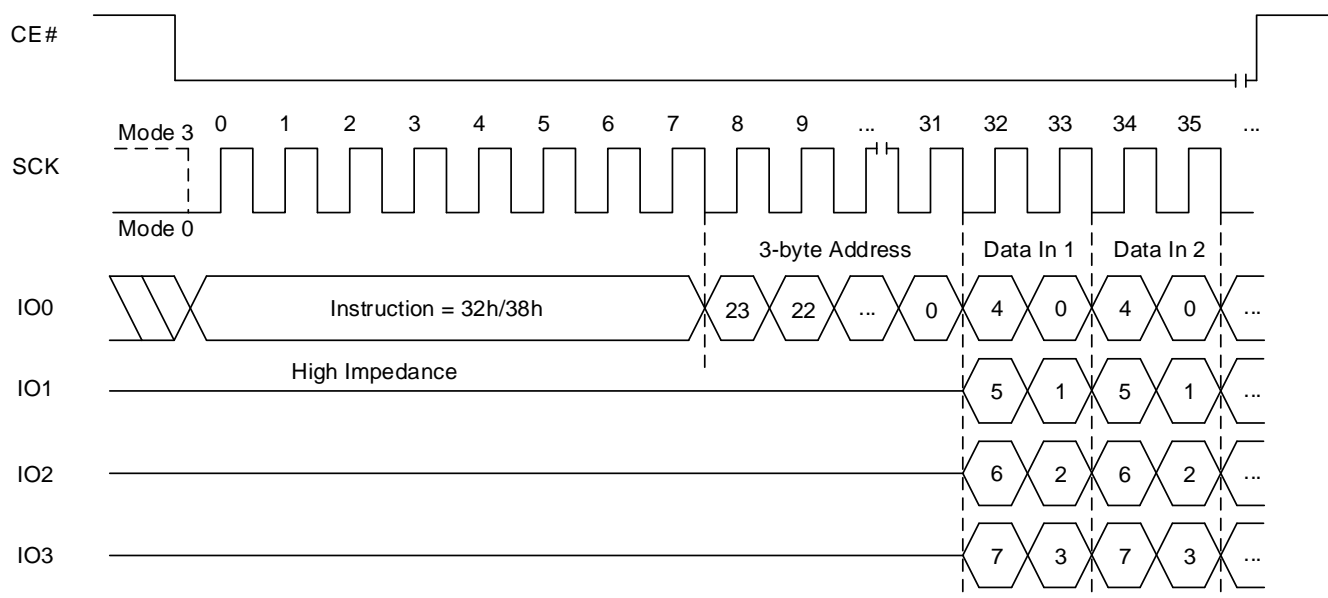 CE#
Mode 3 0 1 2 3 4 5 6 7 8 9 ... 31 32 33 34 35 ...
SCK
Mode 0
3-byte Address Data In 1 Data In 2
IO0 Instruction = 32h/38h 23 22 ... 0 4 0 4 0 ...
High Impedance
IO1 5 1 5 1 ...
IO2 6 2 6 2 ...
IO3 7 3 7 3 ...